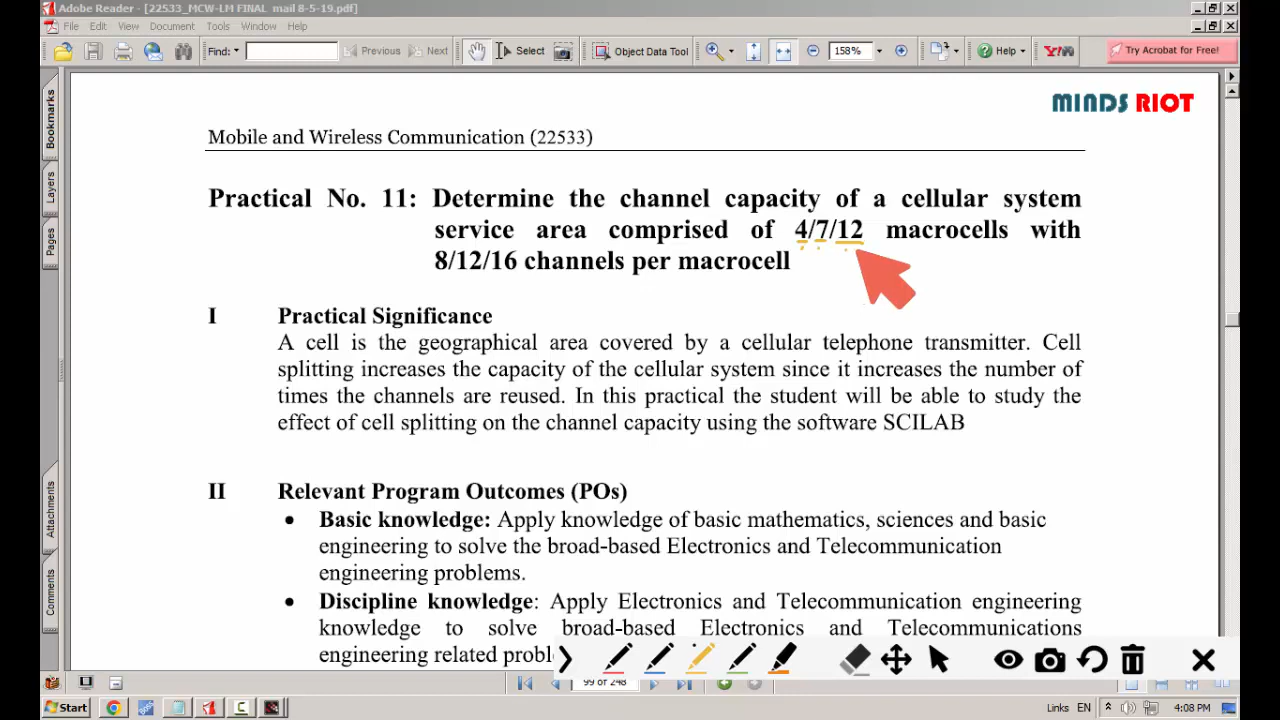 Adobe Reader - [22533_MCW-LM FINAL mail 8-5-19.pdf]
File Edit View Document Tools Window Help
Find: Previous Next Select Object Data Tool 158% Help Y! Try Acrobat for Free!
MINDS RIOT
Mobile and Wireless Communication (22533)
Practical No. 11: Determine the channel capacity of a cellular system
service area comprised of 4/7/12 macrocells with
8/12/16 channels per macrocell
I Practical Significance
A cell is the geographical area covered by a cellular telephone transmitter. Cell
splitting increases the capacity of the cellular system since it increases the number of
times the channels are reused. In this practical the student will be able to study the
effect of cell splitting on the channel capacity using the software SCILAB
II Relevant Program Outcomes (POs)
• Basic knowledge: Apply knowledge of basic mathematics, sciences and basic
engineering to solve the broad-based Electronics and Telecommunication
engineering problems.
• Discipline knowledge: Apply Electronics and Telecommunication engineering
knowledge to solve broad-based Electronics and Telecommunications
engineering related
Bookmarks
Layers
Pages
Attachments
Comments
99 of 248
Start Links EN 4:08 PM